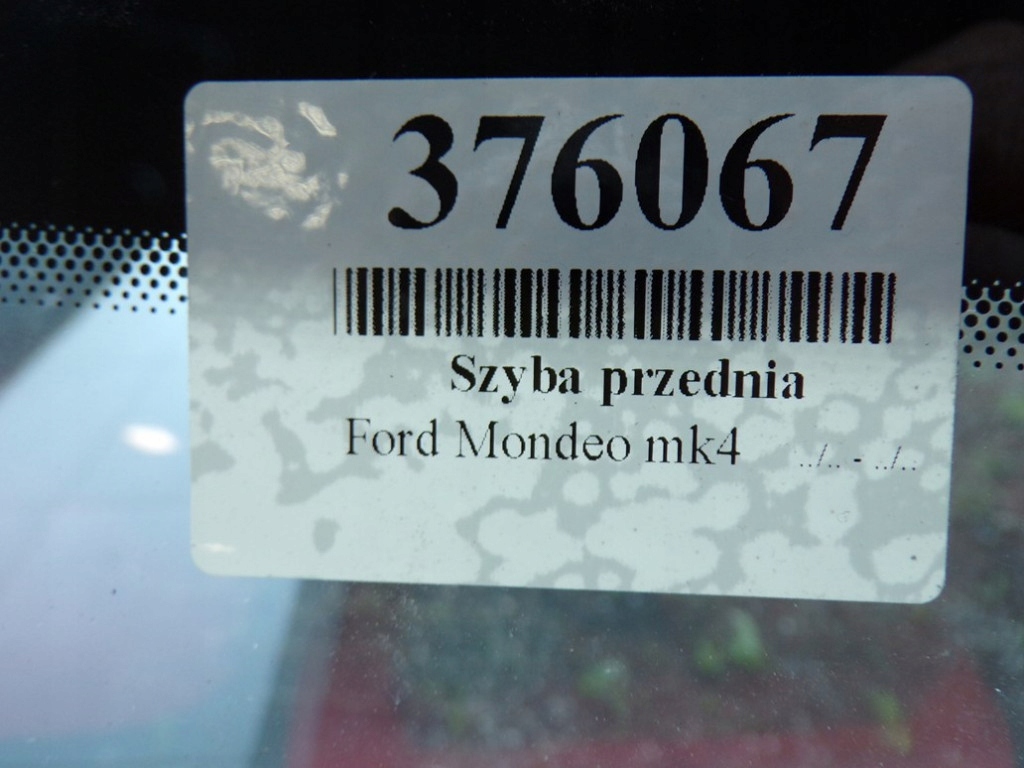 376067
Szyba przednia
Ford Mondeo mk4 ../.. - ../..